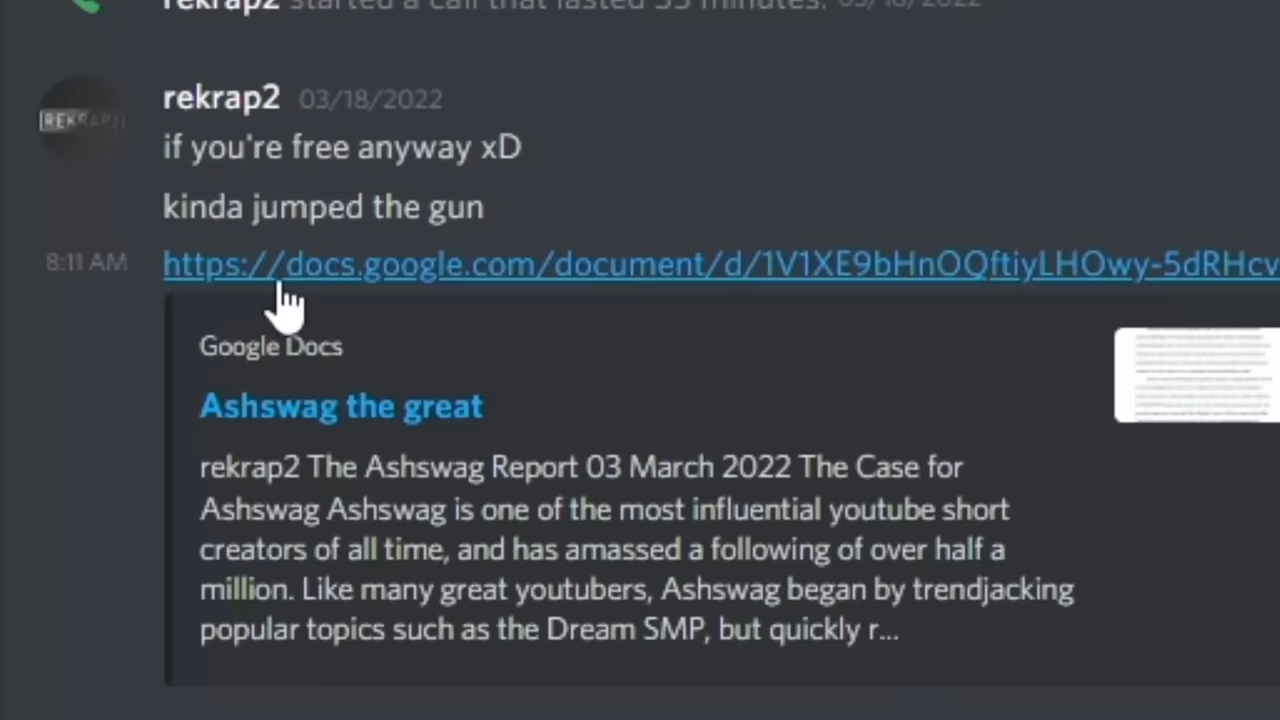 rekrap2 started a call that lasted 55 minutes. 03/18/2022
rekrap2 03/18/2022
if you're free anyway xD
kinda jumped the gun
8:11 AM https://docs.google.com/document/d/1V1XE9bHnOQftiyLHOwy-5dRHcv
Google Docs
Ashswag the great
rekrap2 The Ashswag Report 03 March 2022 The Case for
Ashswag Ashswag is one of the most influential youtube short
creators of all time, and has amassed a following of over half a
million. Like many great youtubers, Ashswag began by trendjacking
popular topics such as the Dream SMP, but quickly r...